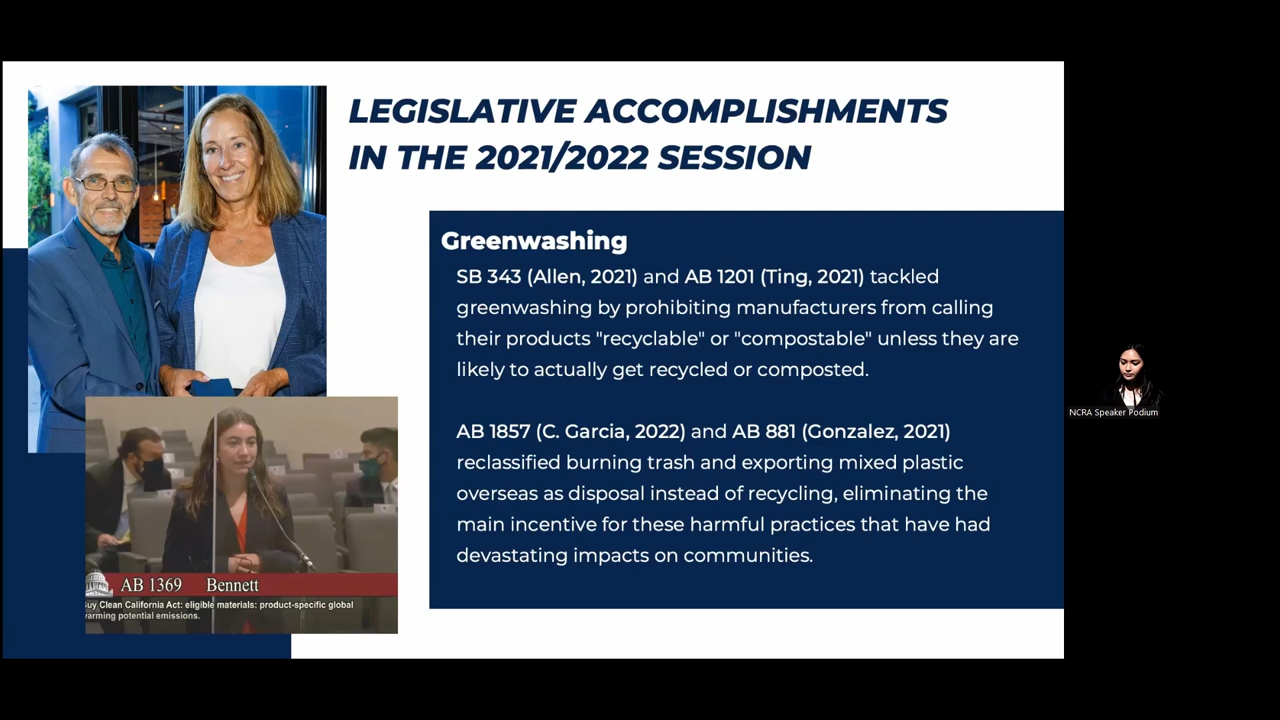 LEGISLATIVE ACCOMPLISHMENTS
IN THE 2021/2022 SESSION
Greenwashing
SB 343 (Allen, 2021) and AB 1201 (Ting, 2021) tackled
greenwashing by prohibiting manufacturers from calling
their products "recyclable" or "compostable" unless they are
likely to actually get recycled or composted.
AB 1857 (C. Garcia, 2022) and AB 881 (Gonzalez, 2021)
reclassified burning trash and exporting mixed plastic
overseas as disposal instead of recycling, eliminating the
main incentive for these harmful practices that have had
devastating impacts on communities.
AB 1369 Bennett
uy Clean California Act: eligible materials: product-specific global
warming potential emissions.
NCRA Speaker Podium